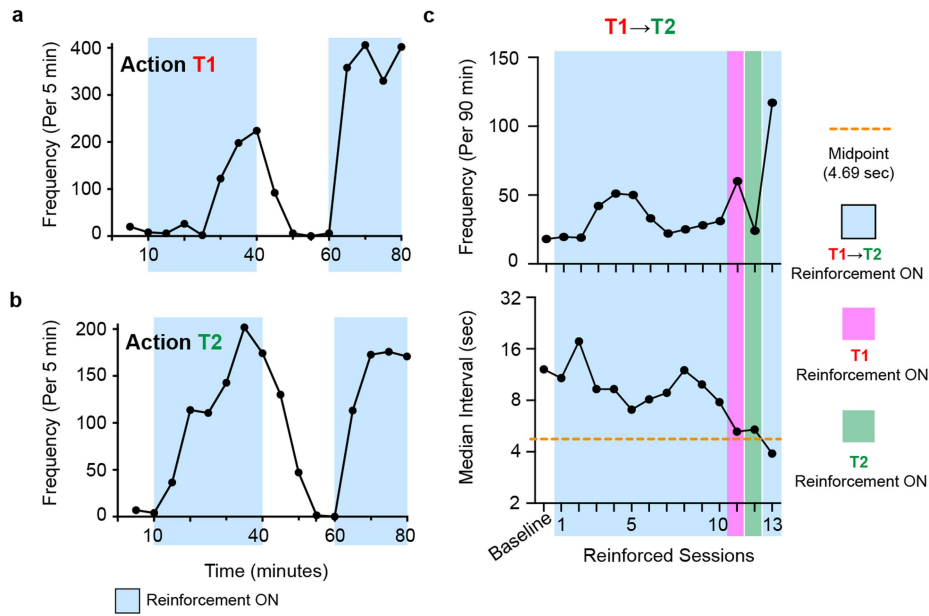 a
Action T1
Frequency (Per 5 min)
400
300
200
100
0
10
40
60
80
b
Action T2
Frequency (Per 5 min)
200
150
100
50
0
10
40
60
80
Time (minutes)
Reinforcement ON
c
T1→T2
Frequency (Per 90 min)
150
100
50
0
Median Interval (sec)
32
16
8
4
2
Baseline
1
5
10
13
Reinforced Sessions
Midpoint
(4.69 sec)
T1→T2
Reinforcement ON
T1
Reinforcement ON
T2
Reinforcement ON